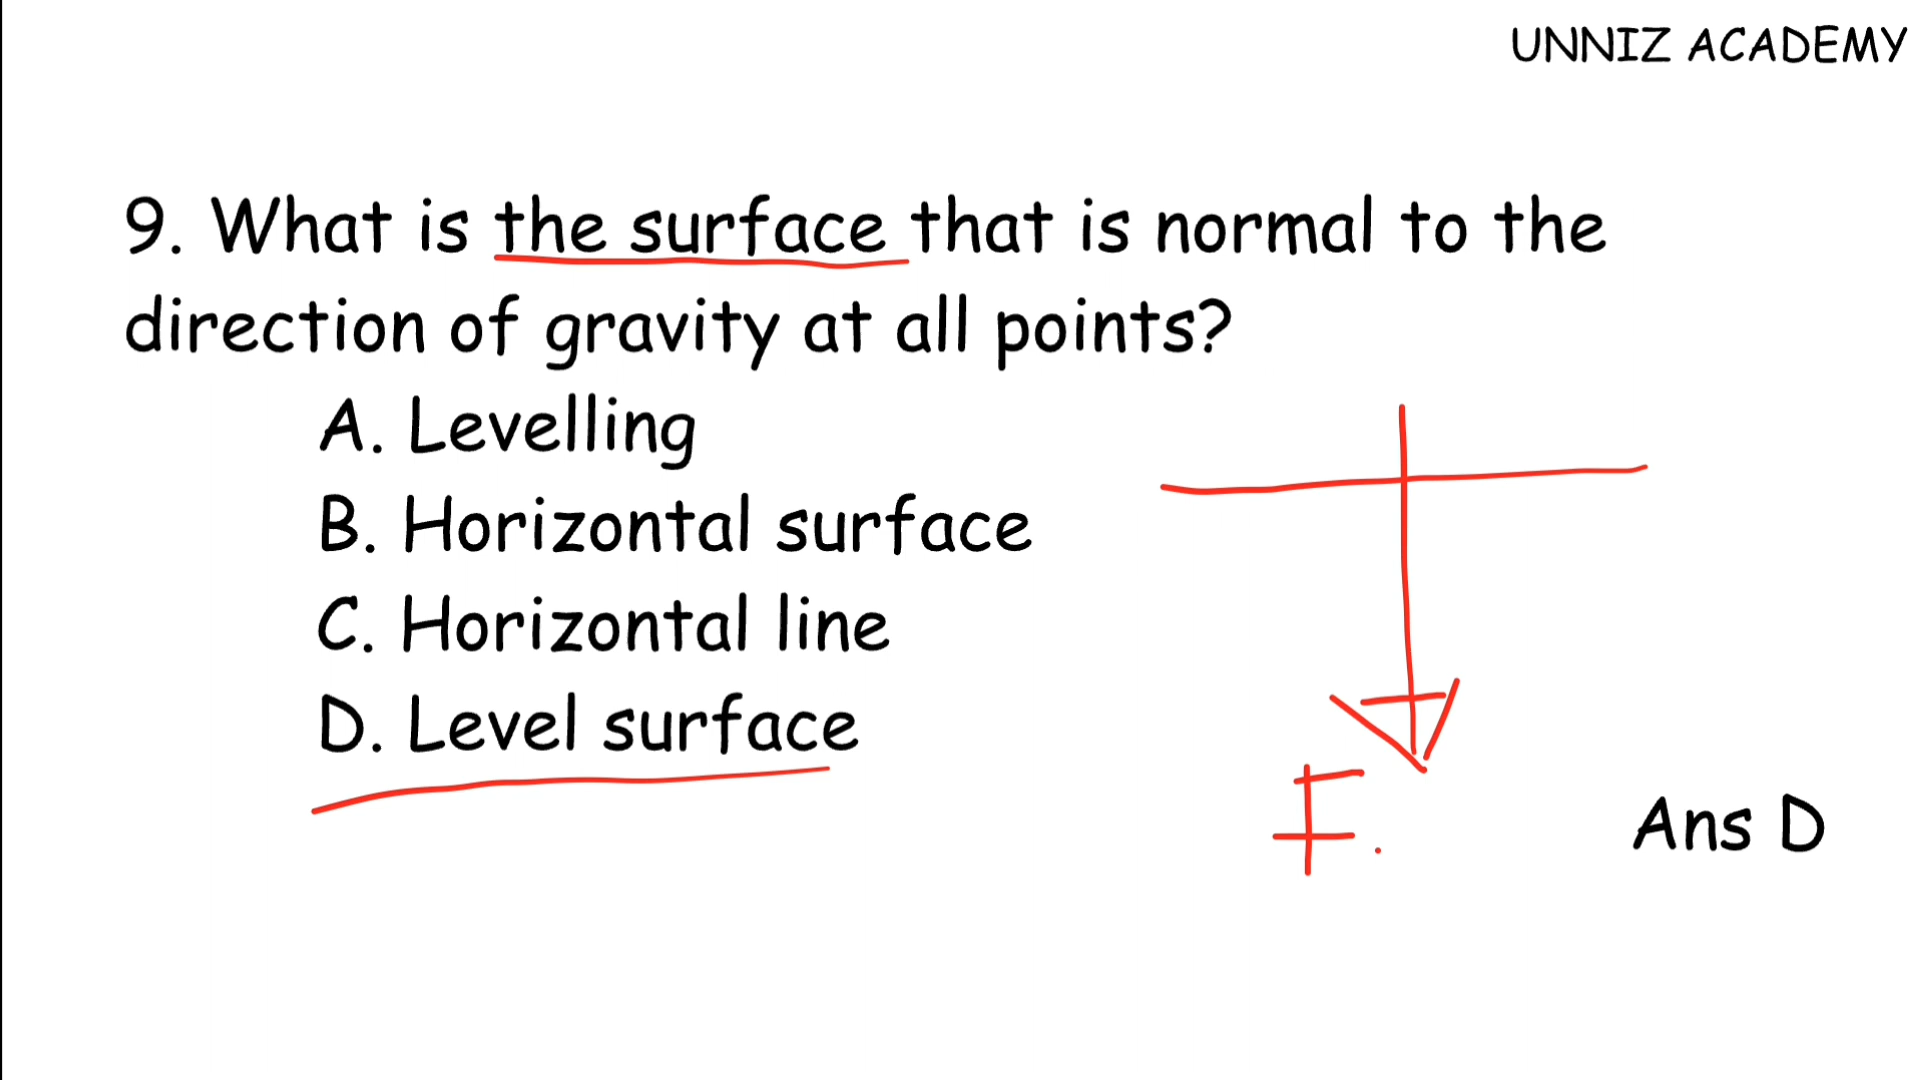 UNNIZ ACADEMY
9. What is the surface that is normal to the
direction of gravity at all points?
A. Levelling
B. Horizontal surface
C. Horizontal line
D. Level surface
Ans D